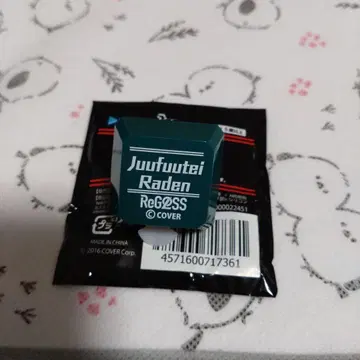 Juufuutei
Raden
ReGLOSS
© COVER
MADE IN CHINA
© 2016 COVER Corp.
4571600717361